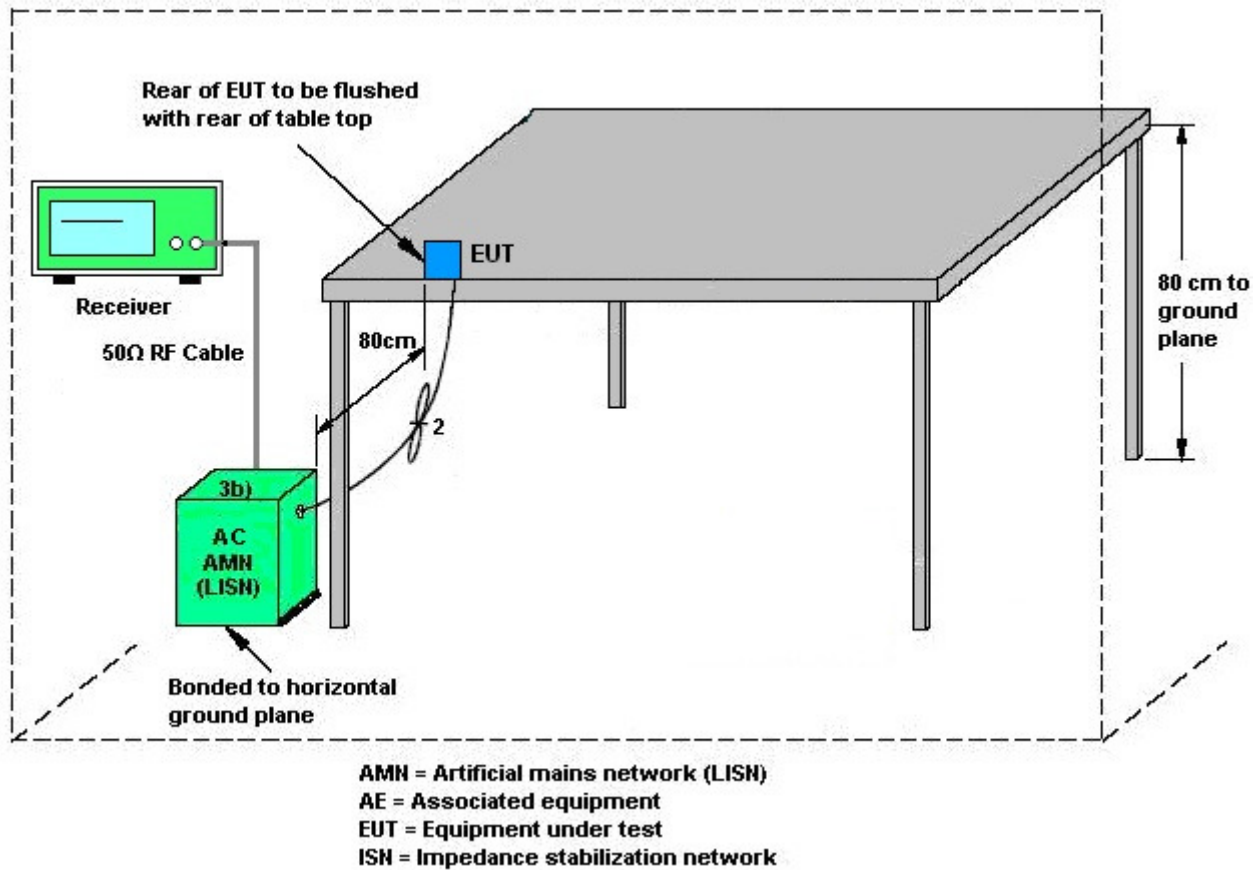 Rear of EUT to be flushed
with rear of table top
EUT
Receiver
50Ω RF Cable
80cm
80 cm to
ground
plane
2
3b)
AC
AMN
(LISN)
Bonded to horizontal
ground plane
AMN = Artificial mains network (LISN)
AE = Associated equipment
EUT = Equipment under test
ISN = Impedance stabilization network